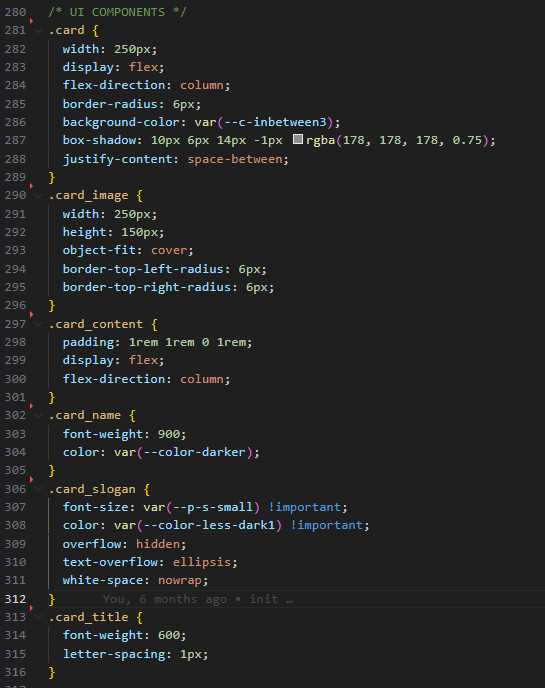 280 /* UI COMPONENTS */
281 .card {
282 width: 250px;
283 display: flex;
284 flex-direction: column;
285 border-radius: 6px;
286 background-color: var(--c-inbetween3);
287 box-shadow: 10px 6px 14px -1px rgba(178, 178, 178, 0.75);
288 justify-content: space-between;
289 }
290 .card_image {
291 width: 250px;
292 height: 150px;
293 object-fit: cover;
294 border-top-left-radius: 6px;
295 border-top-right-radius: 6px;
296 }
297 .card_content {
298 padding: 1rem 1rem 0 1rem;
299 display: flex;
300 flex-direction: column;
301 }
302 .card_name {
303 font-weight: 900;
304 color: var(--color-darker);
305 }
306 .card_slogan {
307 font-size: var(--p-s-small) !important;
308 color: var(--color-less-dark1) !important;
309 overflow: hidden;
310 text-overflow: ellipsis;
311 white-space: nowrap;
312 } You, 6 months ago • init …
313 .card_title {
314 font-weight: 600;
315 letter-spacing: 1px;
316 }